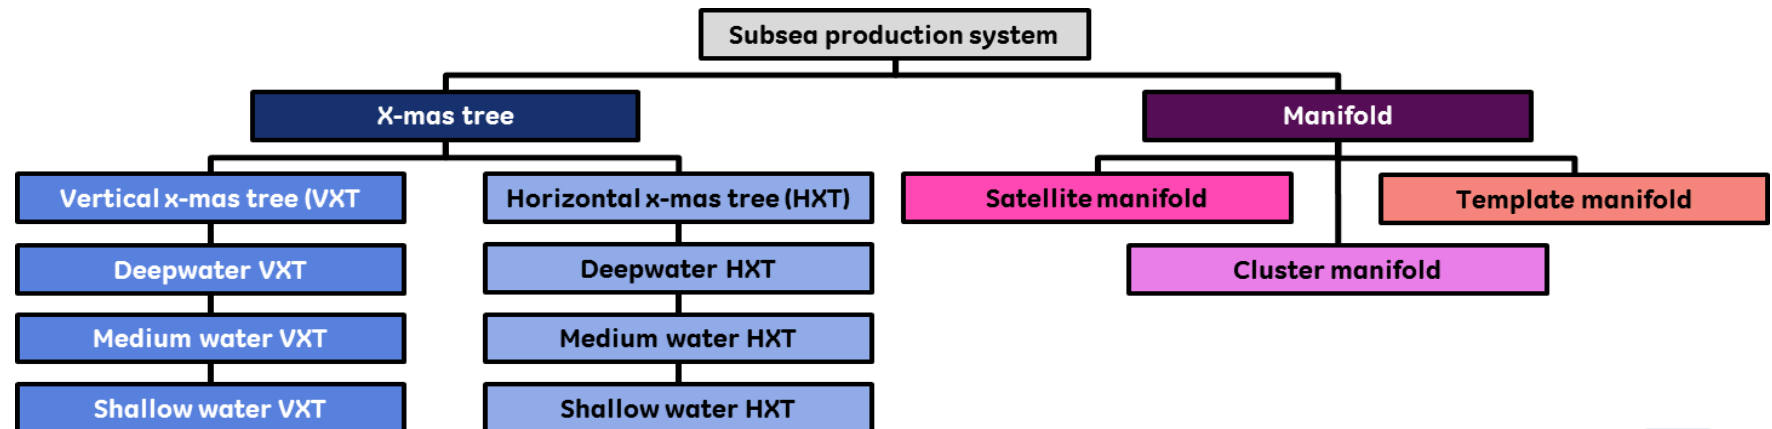 Subsea production system
X-mas tree
Manifold
Vertical x-mas tree (VXT
Horizontal x-mas tree (HXT)
Satellite manifold
Template manifold
Deepwater VXT
Deepwater HXT
Cluster manifold
Medium water VXT
Medium water HXT
Shallow water VXT
Shallow water HXT